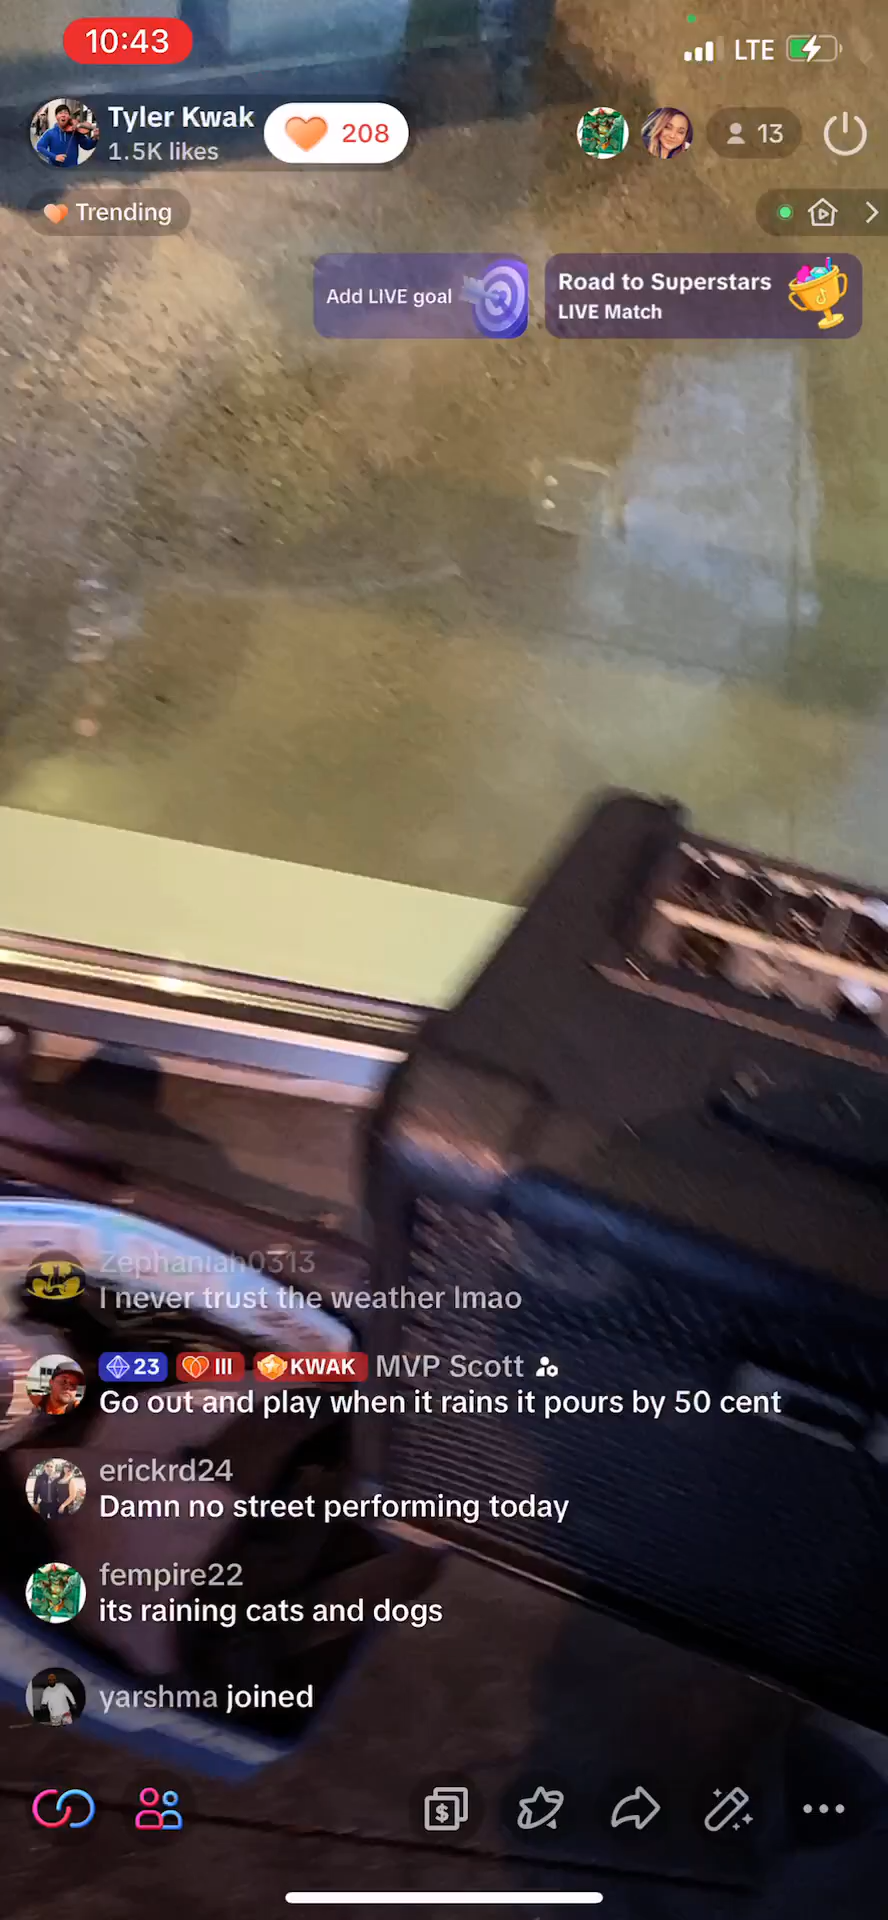 10:43
LTE
Tyler Kwak
1.5K likes
208
13
Trending
Add LIVE goal
Road to Superstars
LIVE Match
Zephaniah0313
I never trust the weather lmao
23 III KWAK MVP Scott
Go out and play when it rains it pours by 50 cent
erickrd24
Damn no street performing today
fempire22
its raining cats and dogs
yarshma joined